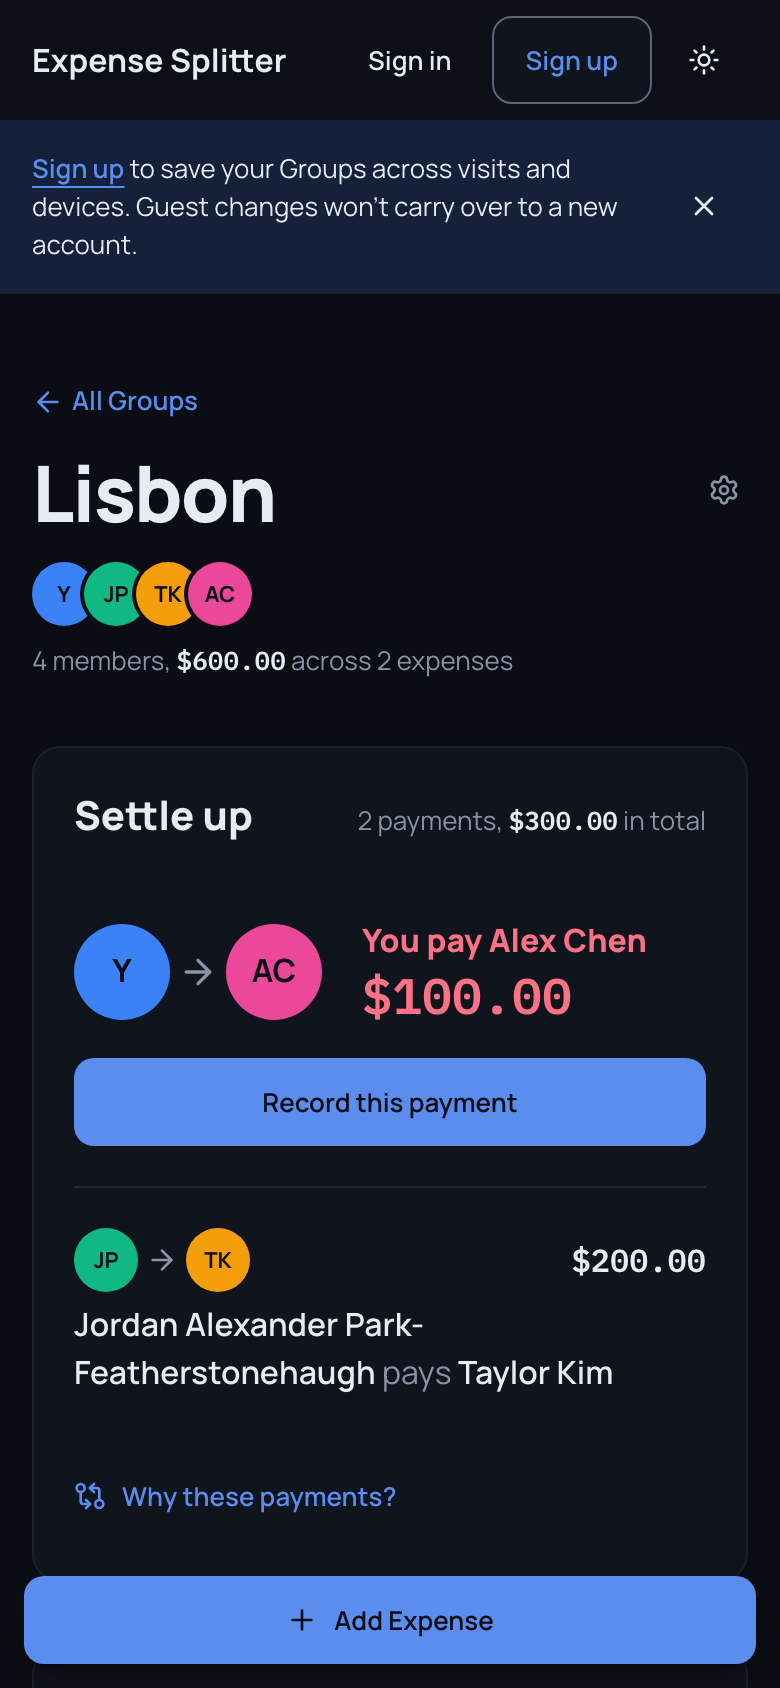 Expense Splitter
Sign in
Sign up
Sign up to save your Groups across visits and
devices. Guest changes won't carry over to a new
account.
All Groups
Lisbon
Y
JP
TK
AC
4 members, $600.00 across 2 expenses
Settle up
2 payments, $300.00 in total
Y
AC
You pay Alex Chen
$100.00
Record this payment
JP
TK
$200.00
Jordan Alexander Park-
Featherstonehaugh pays Taylor Kim
Why these payments?
Add Expense